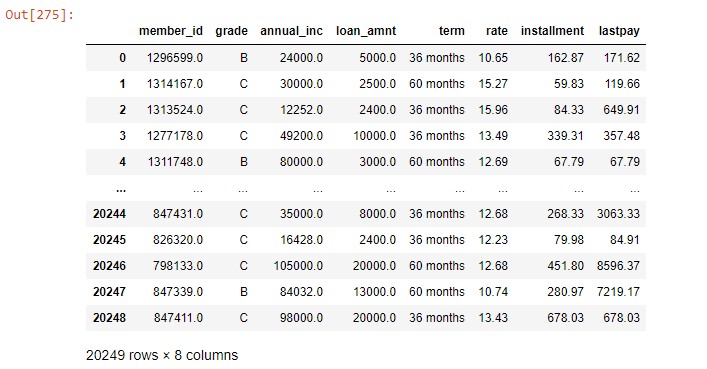 Out[275]:
member_id grade annual_inc loan_amnt term rate installment lastpay
0 1296599.0 B 24000.0 5000.0 36 months 10.65 162.87 171.62
1 1314167.0 C 30000.0 2500.0 60 months 15.27 59.83 119.66
2 1313524.0 C 12252.0 2400.0 36 months 15.96 84.33 649.91
3 1277178.0 C 49200.0 10000.0 36 months 13.49 339.31 357.48
4 1311748.0 B 80000.0 3000.0 60 months 12.69 67.79 67.79
... ... ... ... ... ... ... ... ...
20244 847431.0 C 35000.0 8000.0 36 months 12.68 268.33 3063.33
20245 826320.0 C 16428.0 2400.0 36 months 12.23 79.98 84.91
20246 798133.0 C 105000.0 20000.0 60 months 12.68 451.80 8596.37
20247 847339.0 B 84032.0 13000.0 60 months 10.74 280.97 7219.17
20248 847411.0 C 98000.0 20000.0 36 months 13.43 678.03 678.03
20249 rows × 8 columns